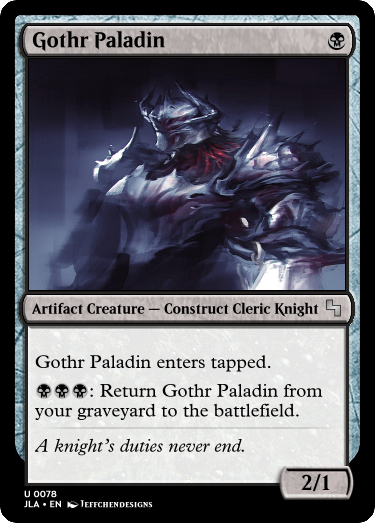 Gothr Paladin
Artifact Creature — Construct Cleric Knight
Gothr Paladin enters tapped.
: Return Gothr Paladin from
your graveyard to the battlefield.
A knight's duties never end.
2/1
U 0078
JLA • EN Jeffchendesigns